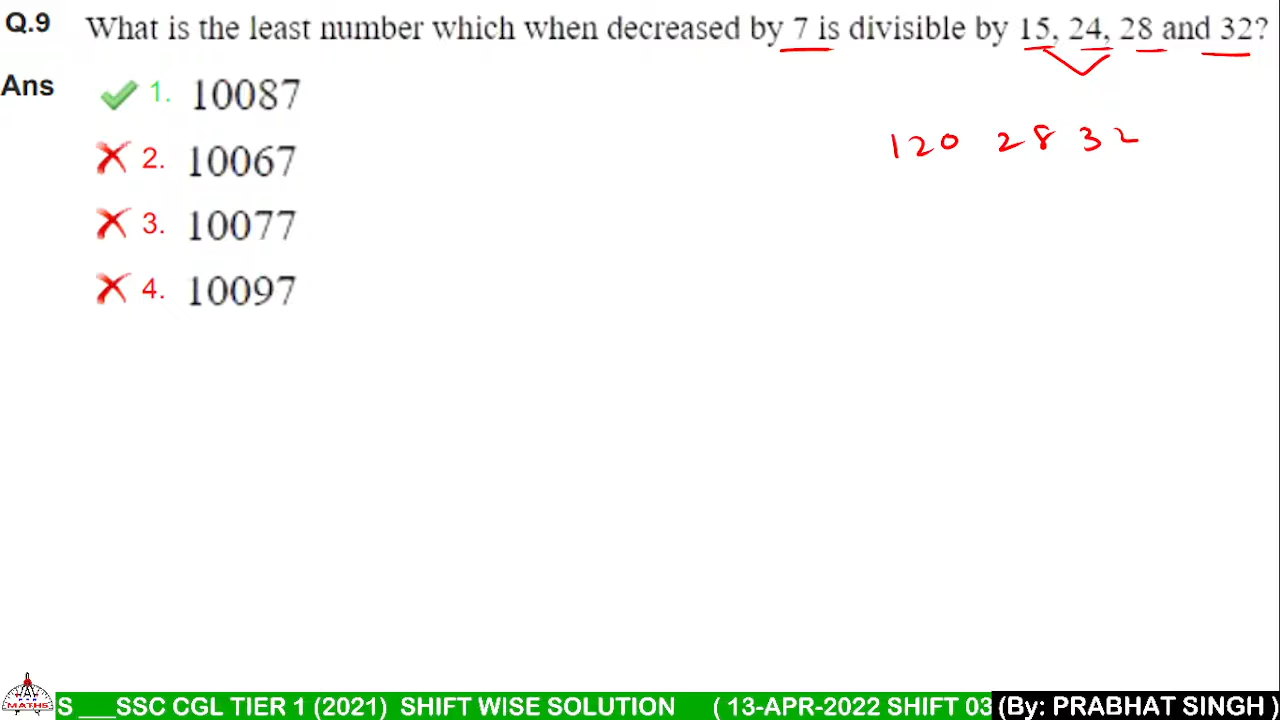 Q.9 What is the least number which when decreased by 7 is divisible by 15, 24, 28 and 32?
Ans
1. 10087
120 28 32
2. 10067
3. 10077
4. 10097
MATHS
S ___SSC CGL TIER 1 (2021) SHIFT WISE SOLUTION ( 13-APR-2022 SHIFT 03 (By: PRABHAT SINGH )